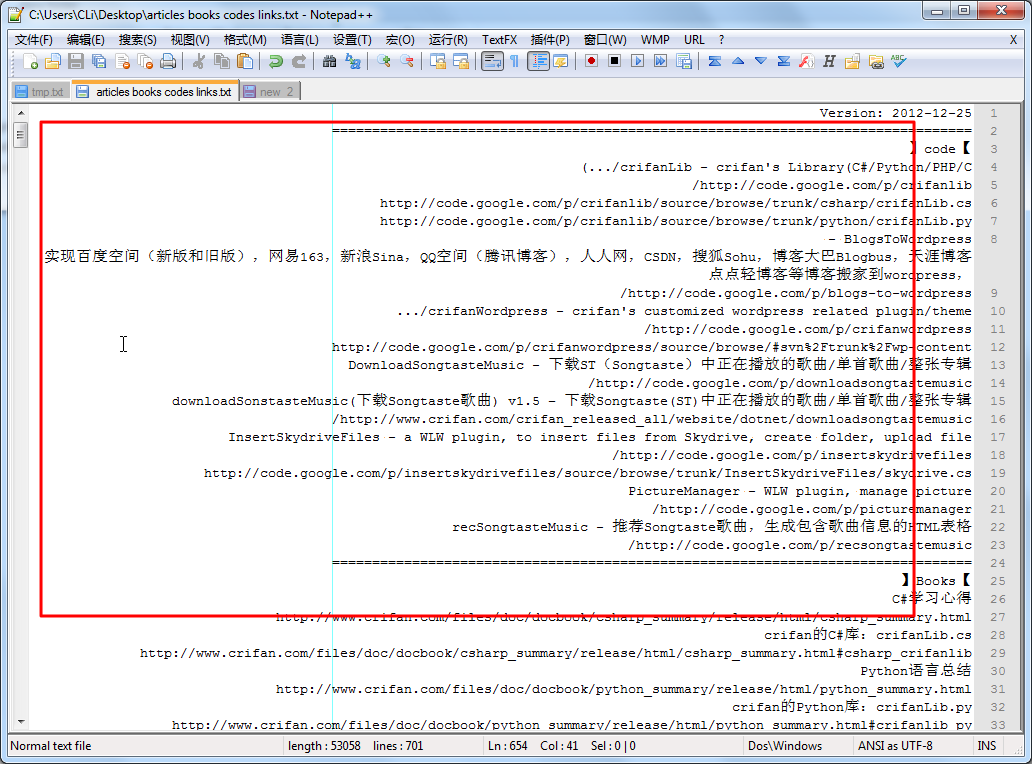 C:\Users\CLi\Desktop\articles books codes links.txt - Notepad++
文件(F) 编辑(E) 搜索(S) 视图(V) 格式(M) 语言(L) 设置(T) 宏(O) 运行(R) TextFX 插件(P) 窗口(W) WMP URL ? X
tmp.txt articles books codes links.txt new 2
Version: 2012-12-25 1
================================================================================ 2
】code【 3
(.../crifanLib - crifan's Library(C#/Python/PHP/C 4
/http://code.google.com/p/crifanlib 5
http://code.google.com/p/crifanlib/source/browse/trunk/csharp/crifanLib.cs 6
http://code.google.com/p/crifanlib/source/browse/trunk/python/crifanLib.py 7
- BlogsToWordpress 8
实现百度空间（新版和旧版），网易163，新浪Sina，QQ空间（腾讯博客），人人网，CSDN，搜狐Sohu，博客大巴Blogbus，天涯博客
点点轻博客等博客搬家到wordpress，
/http://code.google.com/p/blogs-to-wordpress 9
.../crifanWordpress - crifan's customized wordpress related plugin/theme 10
/http://code.google.com/p/crifanwordpress 11
http://code.google.com/p/crifanwordpress/source/browse/#svn%2Ftrunk%2Fwp-content 12
DownloadSongtasteMusic - 下载ST（Songtaste）中正在播放的歌曲/单首歌曲/整张专辑 13
/http://code.google.com/p/downloadsongtastemusic 14
downloadSonstasteMusic(下载Songtaste歌曲) v1.5 - 下载Songtaste(ST)中正在播放的歌曲/单首歌曲/整张专辑 15
/http://www.crifan.com/crifan_released_all/website/dotnet/downloadsongtastemusic 16
InsertSkydriveFiles - a WLW plugin, to insert files from Skydrive, create folder, upload file 17
/http://code.google.com/p/insertskydrivefiles 18
http://code.google.com/p/insertskydrivefiles/source/browse/trunk/InsertSkydriveFiles/skydrive.cs 19
PictureManager - WLW plugin, manage picture 20
/http://code.google.com/p/picturemanager 21
recSongtasteMusic - 推荐Songtaste歌曲，生成包含歌曲信息的HTML表格 22
/http://code.google.com/p/recsongtastemusic 23
================================================================================ 24
】Books【 25
C#学习心得 26
http://www.crifan.com/files/doc/docbook/csharp_summary/release/html/csharp_summary.html 27
crifan的C#库：crifanLib.cs 28
http://www.crifan.com/files/doc/docbook/csharp_summary/release/html/csharp_summary.html#csharp_crifanlib 29
Python语言总结 30
http://www.crifan.com/files/doc/docbook/python_summary/release/html/python_summary.html 31
crifan的Python库：crifanLib.py 32
http://www.crifan.com/files/doc/docbook/python_summary/release/html/python_summary.html#crifanlib_py 33
Normal text file length : 53058 lines : 701 Ln : 654 Col : 41 Sel : 0 | 0 Dos\Windows ANSI as UTF-8 INS